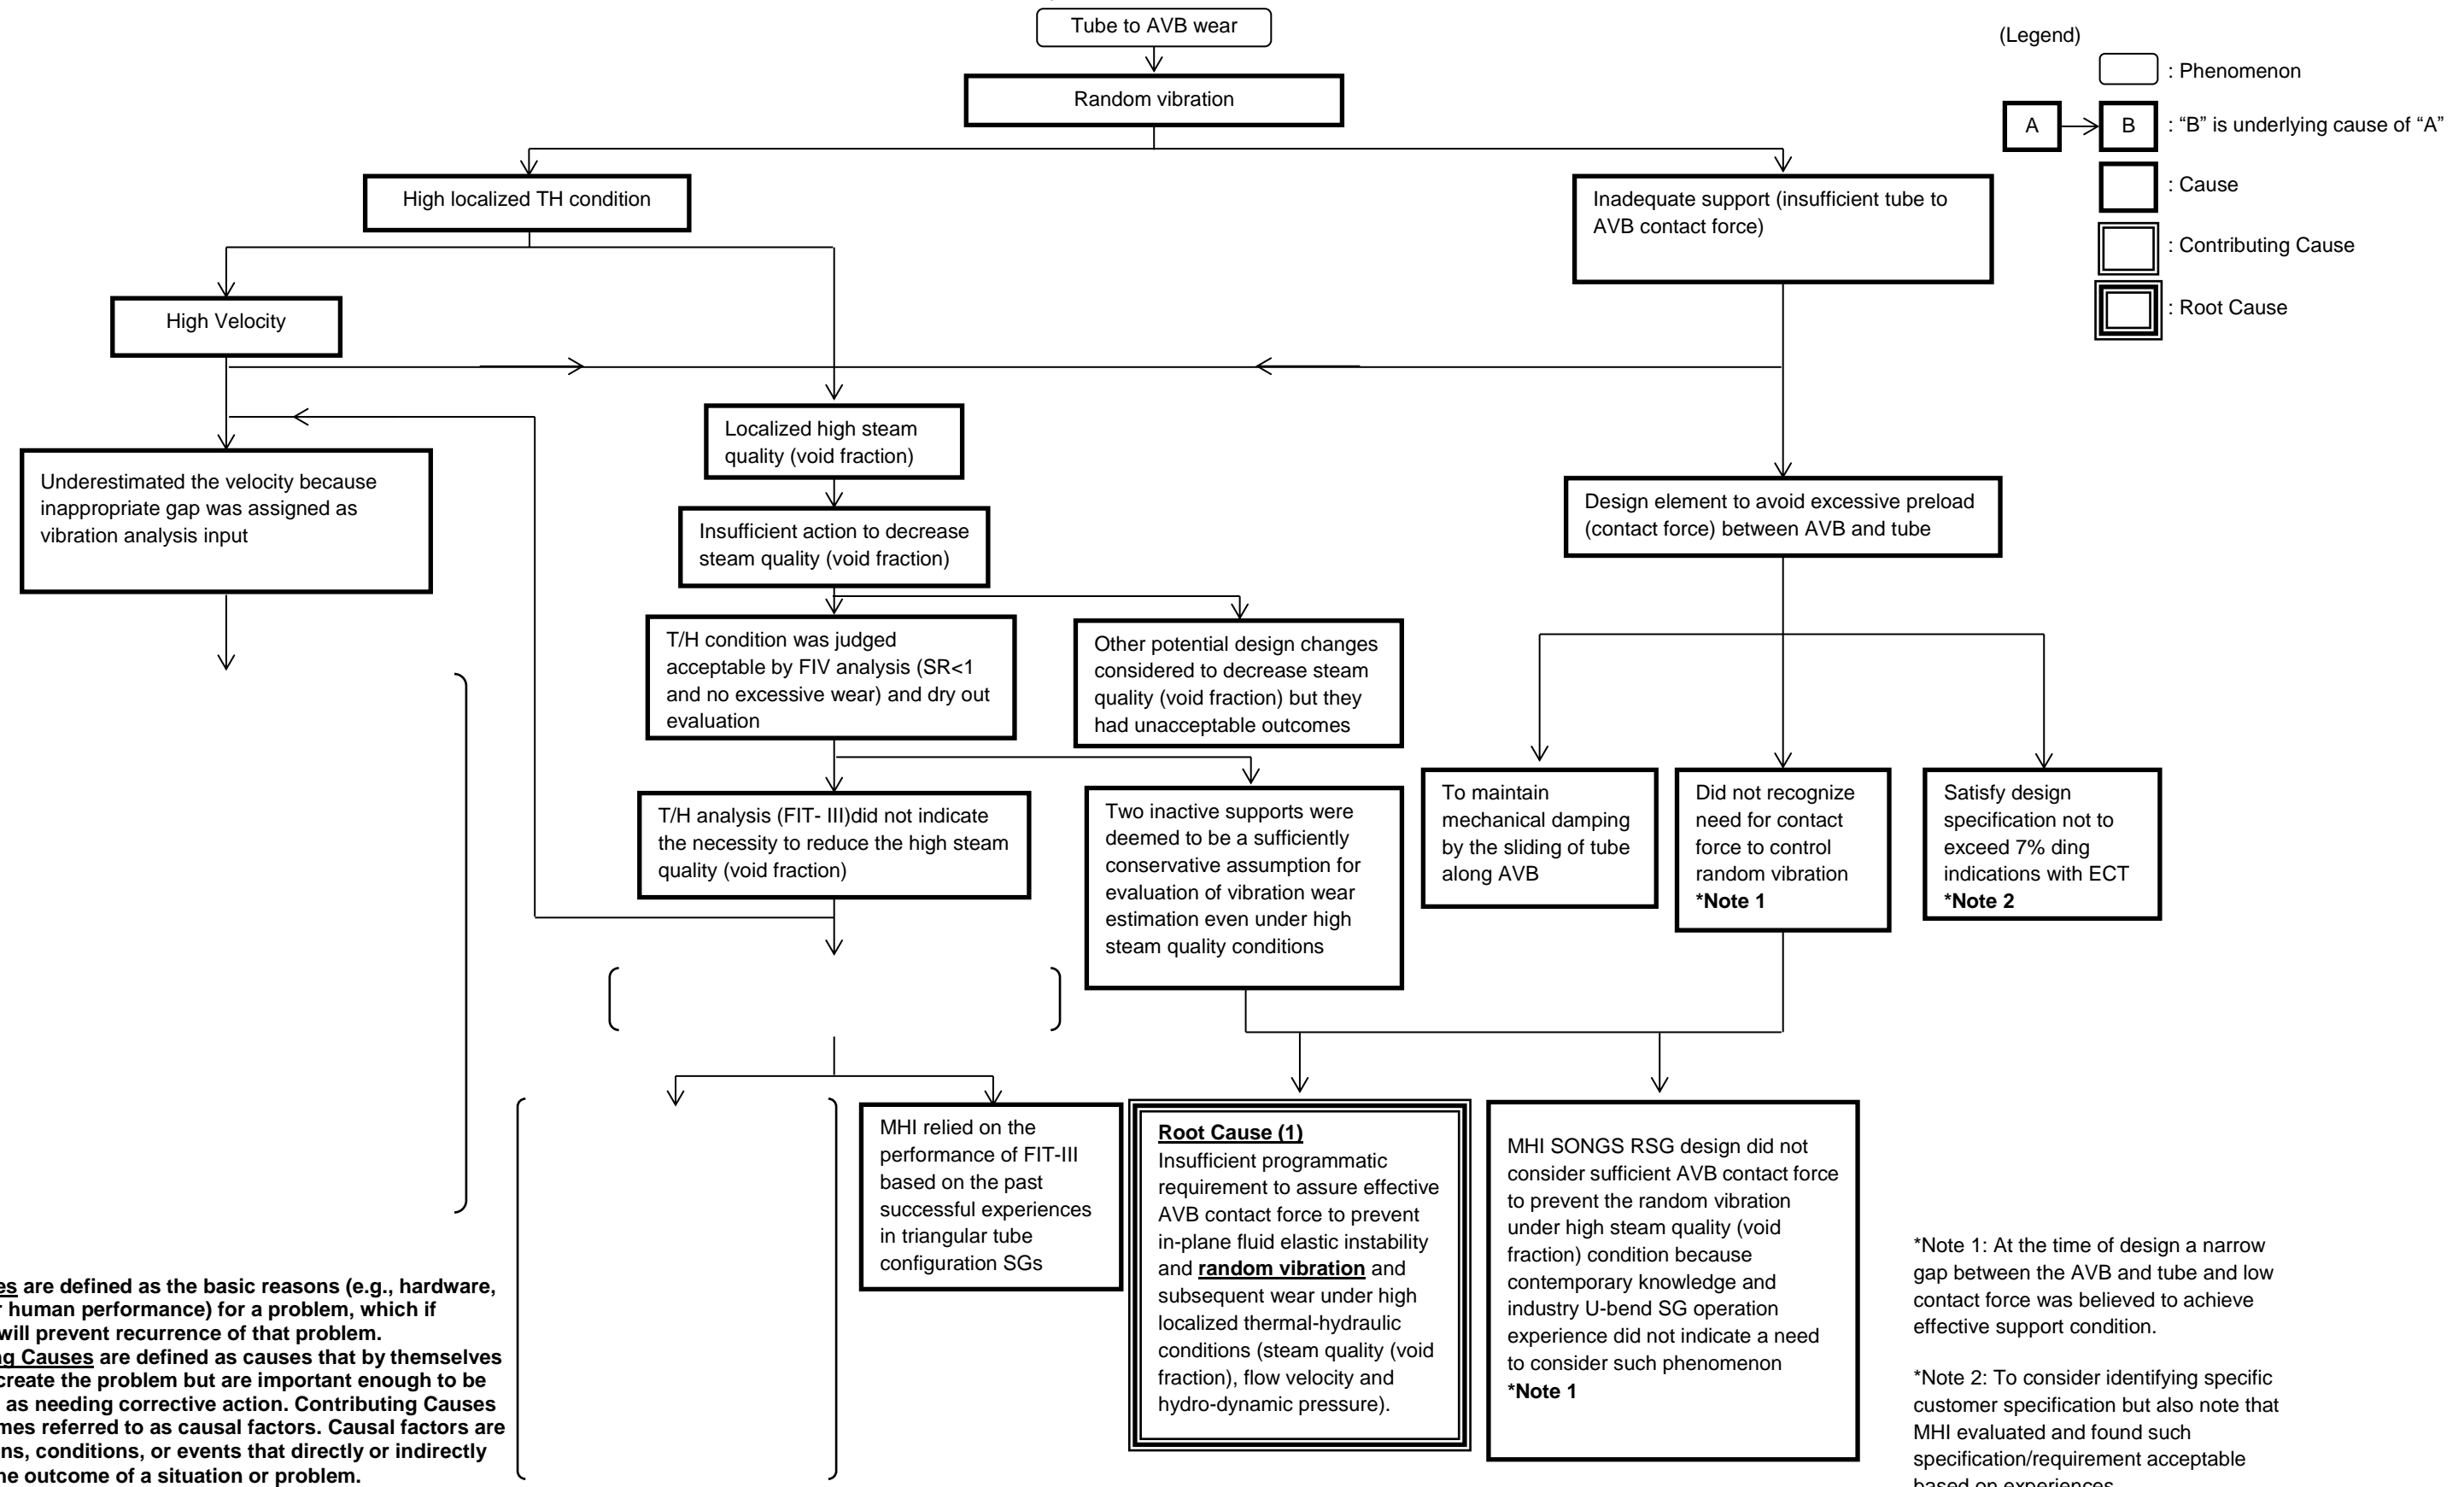 Tube to AVB wear
Random vibration
(Legend)
: Phenomenon
A
B
: “B” is underlying cause of “A”
: Cause
: Contributing Cause
: Root Cause
High localized TH condition
Inadequate support (insufficient tube to
AVB contact force)
High Velocity
Localized high steam
quality (void fraction)
Underestimated the velocity because
inappropriate gap was assigned as
vibration analysis input
Insufficient action to decrease
steam quality (void fraction)
Design element to avoid excessive preload
(contact force) between AVB and tube
T/H condition was judged
acceptable by FIV analysis (SR<1
and no excessive wear) and dry out
evaluation
Other potential design changes
considered to decrease steam
quality (void fraction) but they
had unacceptable outcomes
T/H analysis (FIT- III)did not indicate
the necessity to reduce the high steam
quality (void fraction)
Two inactive supports were
deemed to be a sufficiently
conservative assumption for
evaluation of vibration wear
estimation even under high
steam quality conditions
To maintain
mechanical damping
by the sliding of tube
along AVB
Did not recognize
need for contact
force to control
random vibration
*Note 1
Satisfy design
specification not to
exceed 7% ding
indications with ECT
*Note 2
MHI relied on the
performance of FIT-III
based on the past
successful experiences
in triangular tube
configuration SGs
Root Cause (1)
Insufficient programmatic
requirement to assure effective
AVB contact force to prevent
in-plane fluid elastic instability
and random vibration and
subsequent wear under high
localized thermal-hydraulic
conditions (steam quality (void
fraction), flow velocity and
hydro-dynamic pressure).
MHI SONGS RSG design did not
consider sufficient AVB contact force
to prevent the random vibration
under high steam quality (void
fraction) condition because
contemporary knowledge and
industry U-bend SG operation
experience did not indicate a need
to consider such phenomenon
*Note 1
*Note 1: At the time of design a narrow
gap between the AVB and tube and low
contact force was believed to achieve
effective support condition.
*Note 2: To consider identifying specific
customer specification but also note that
MHI evaluated and found such
specification/requirement acceptable
based on experiences
es are defined as the basic reasons (e.g., hardware,
r human performance) for a problem, which if
will prevent recurrence of that problem.
ng Causes are defined as causes that by themselves
create the problem but are important enough to be
as needing corrective action. Contributing Causes
mes referred to as causal factors. Causal factors are
ns, conditions, or events that directly or indirectly
he outcome of a situation or problem.